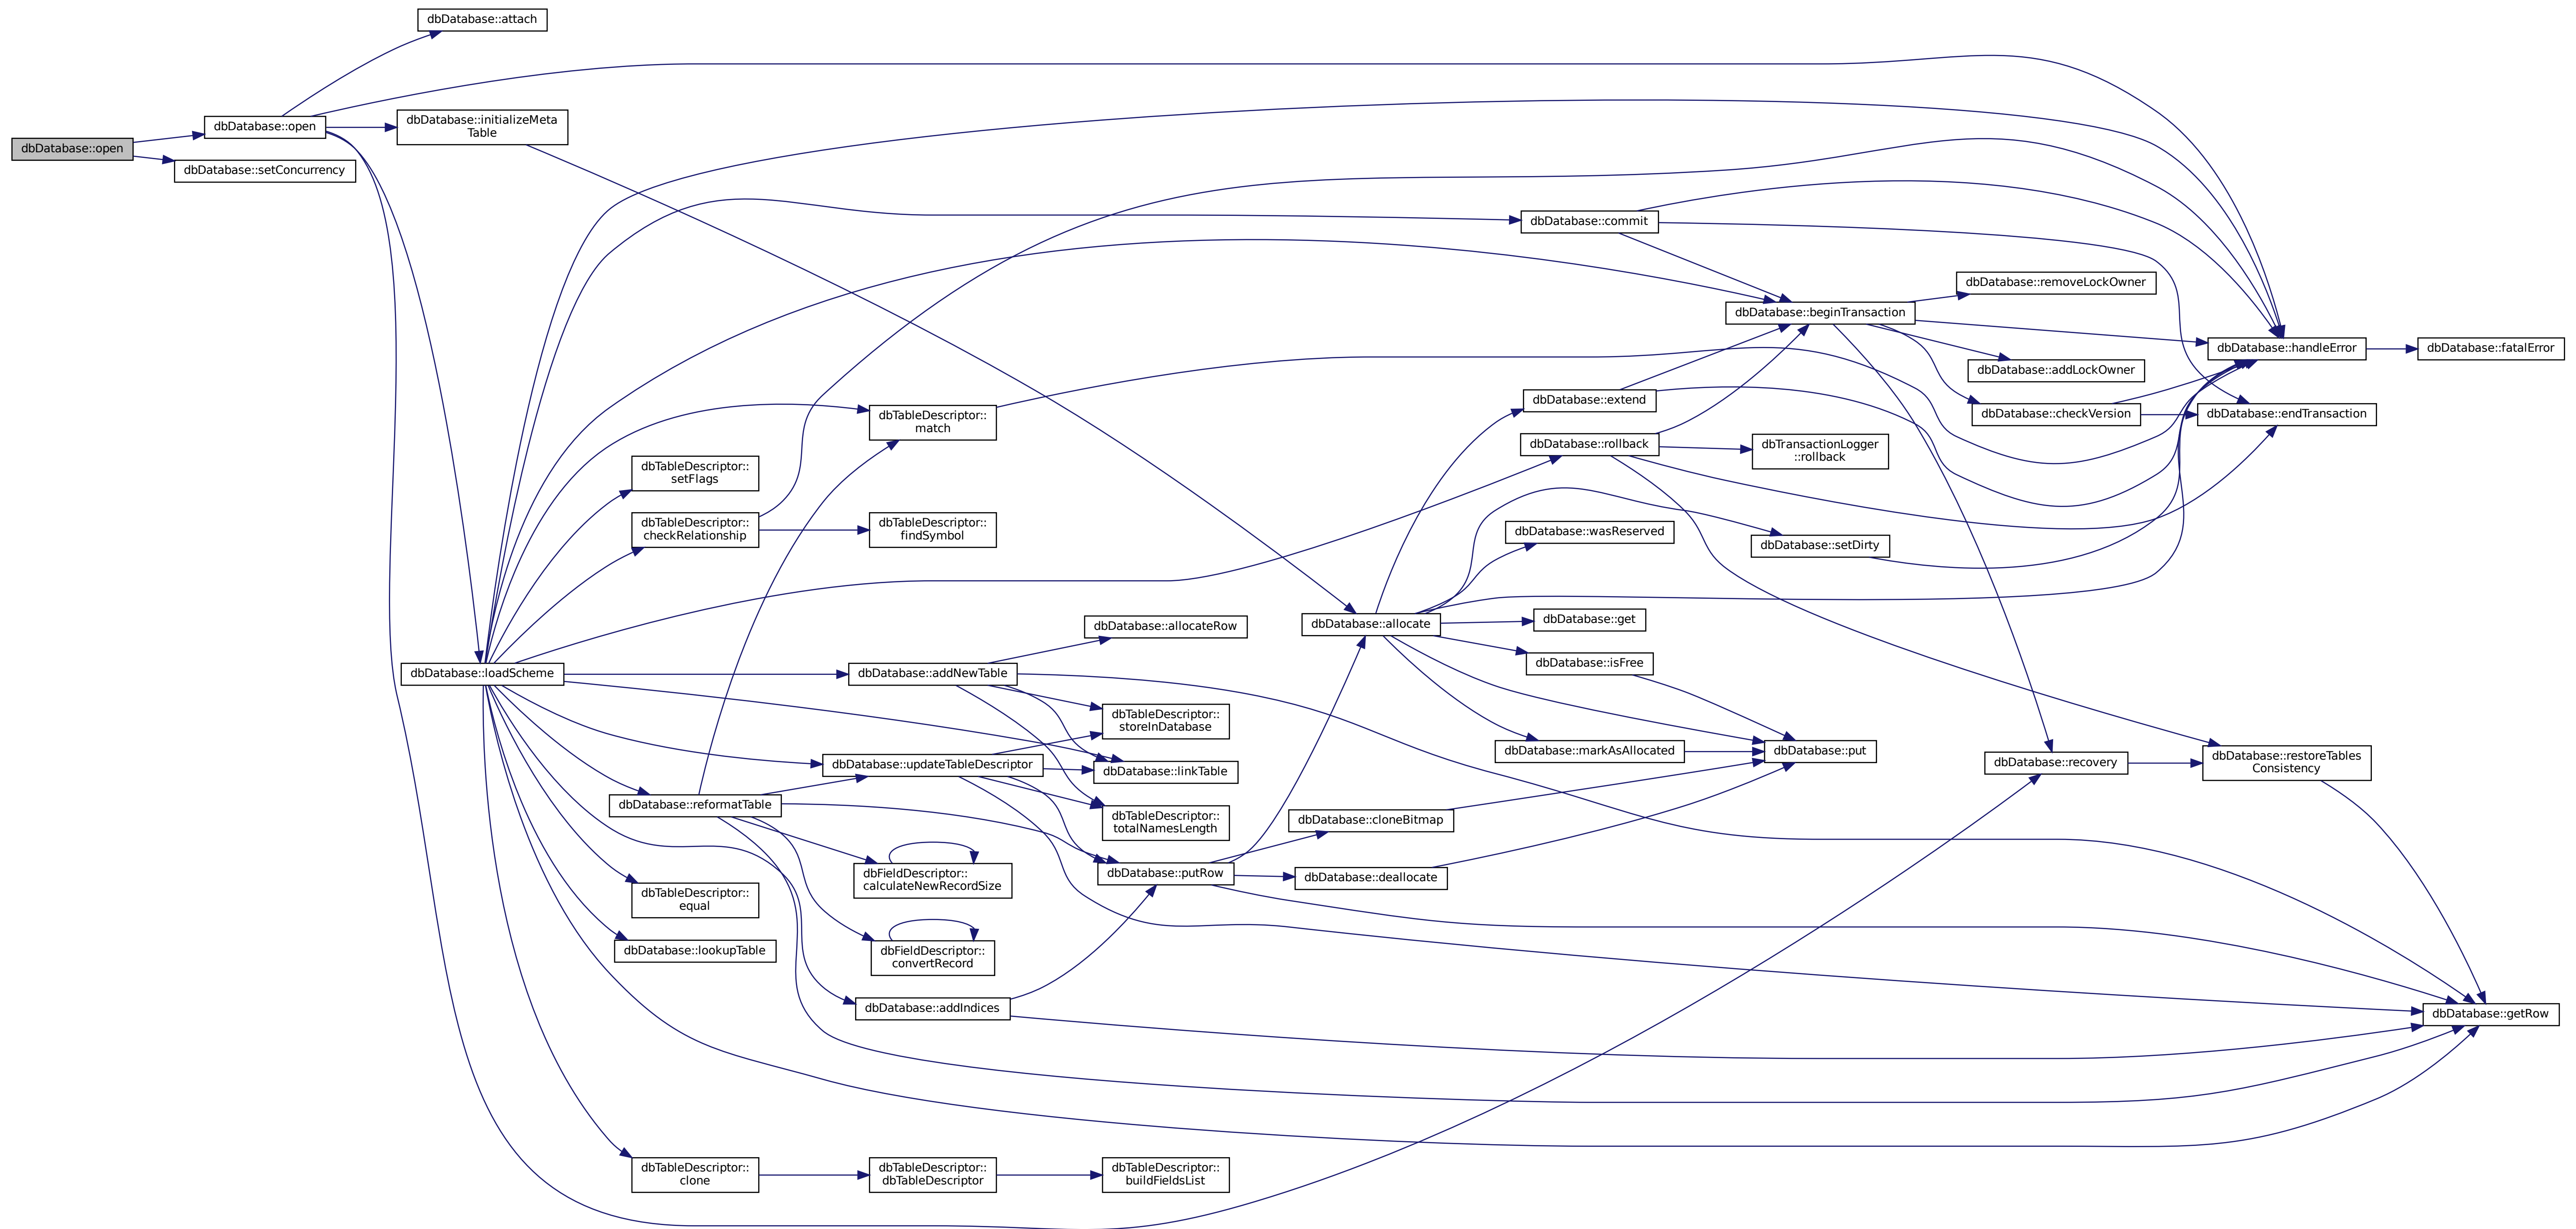 dbDatabase::attach
dbDatabase::open
dbDatabase::open
dbDatabase::setConcurrency
dbDatabase::initializeMeta
Table
dbDatabase::loadScheme
dbDatabase::commit
dbDatabase::beginTransaction
dbDatabase::removeLockOwner
dbDatabase::handleError
dbDatabase::fatalError
dbDatabase::addLockOwner
dbDatabase::checkVersion
dbDatabase::endTransaction
dbTableDescriptor::
match
dbTableDescriptor::
setFlags
dbTableDescriptor::
checkRelationship
dbTableDescriptor::
findSymbol
dbDatabase::extend
dbDatabase::rollback
dbTransactionLogger
::rollback
dbDatabase::wasReserved
dbDatabase::setDirty
dbDatabase::allocate
dbDatabase::get
dbDatabase::isFree
dbDatabase::markAsAllocated
dbDatabase::put
dbDatabase::recovery
dbDatabase::restoreTables
Consistency
dbDatabase::allocateRow
dbDatabase::addNewTable
dbTableDescriptor::
storeInDatabase
dbDatabase::updateTableDescriptor
dbDatabase::linkTable
dbDatabase::reformatTable
dbTableDescriptor::
totalNamesLength
dbDatabase::cloneBitmap
dbFieldDescriptor::
calculateNewRecordSize
dbDatabase::putRow
dbDatabase::deallocate
dbTableDescriptor::
equal
dbDatabase::lookupTable
dbFieldDescriptor::
convertRecord
dbDatabase::addIndices
dbDatabase::getRow
dbTableDescriptor::
clone
dbTableDescriptor::
dbTableDescriptor
dbTableDescriptor::
buildFieldsList